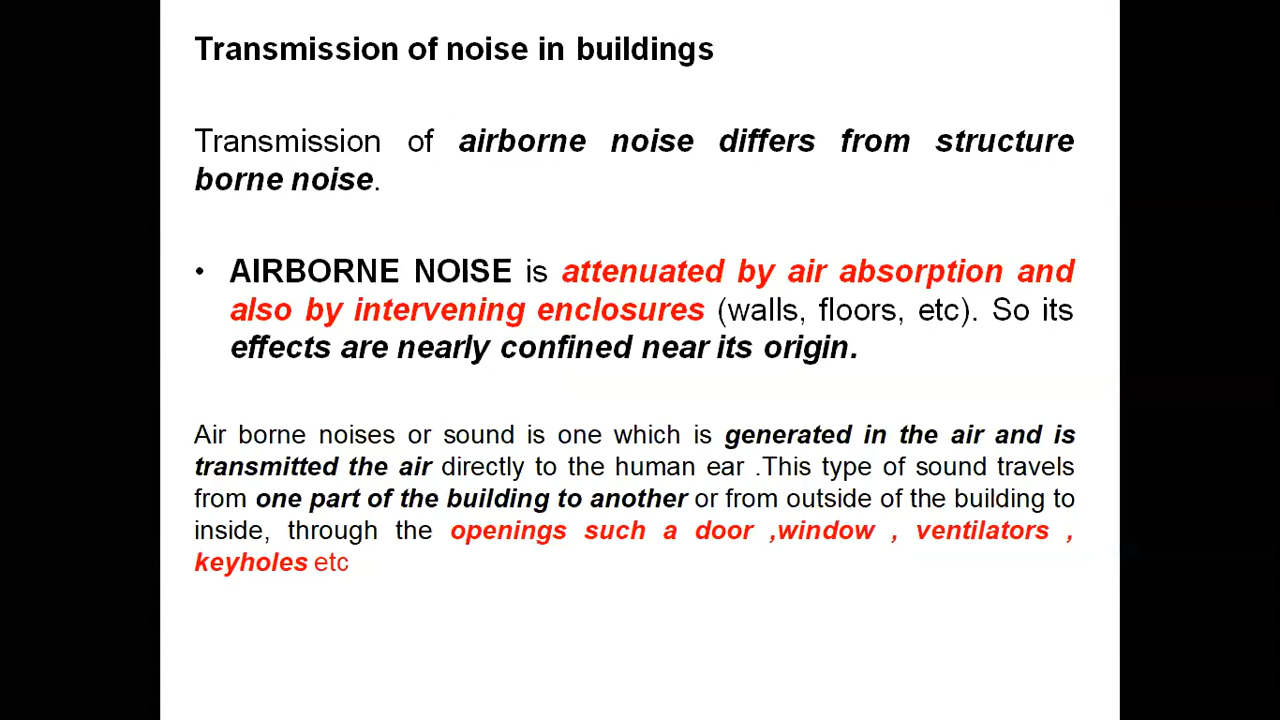 Transmission of noise in buildings
Transmission of airborne noise differs from structure
borne noise.
• AIRBORNE NOISE is attenuated by air absorption and
also by intervening enclosures (walls, floors, etc). So its
effects are nearly confined near its origin.
Air borne noises or sound is one which is generated in the air and is
transmitted the air directly to the human ear .This type of sound travels
from one part of the building to another or from outside of the building to
inside, through the openings such a door ,window , ventilators ,
keyholes etc